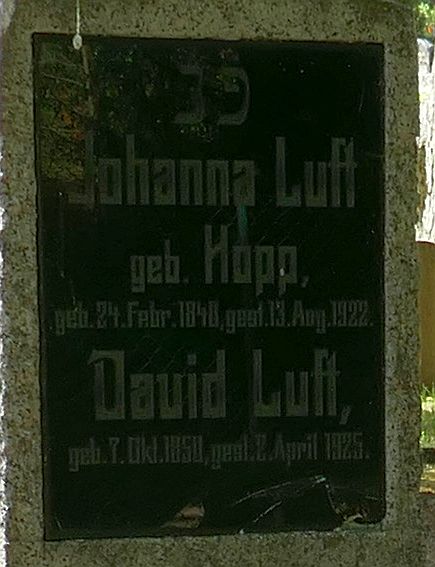 פנ
Johanna Luft
geb. Hopp,
geb. 24. Febr. 1848, gest. 13. Aug. 1922.
David Luft,
geb. 7. Okt. 1850, gest. 2. April 1925.